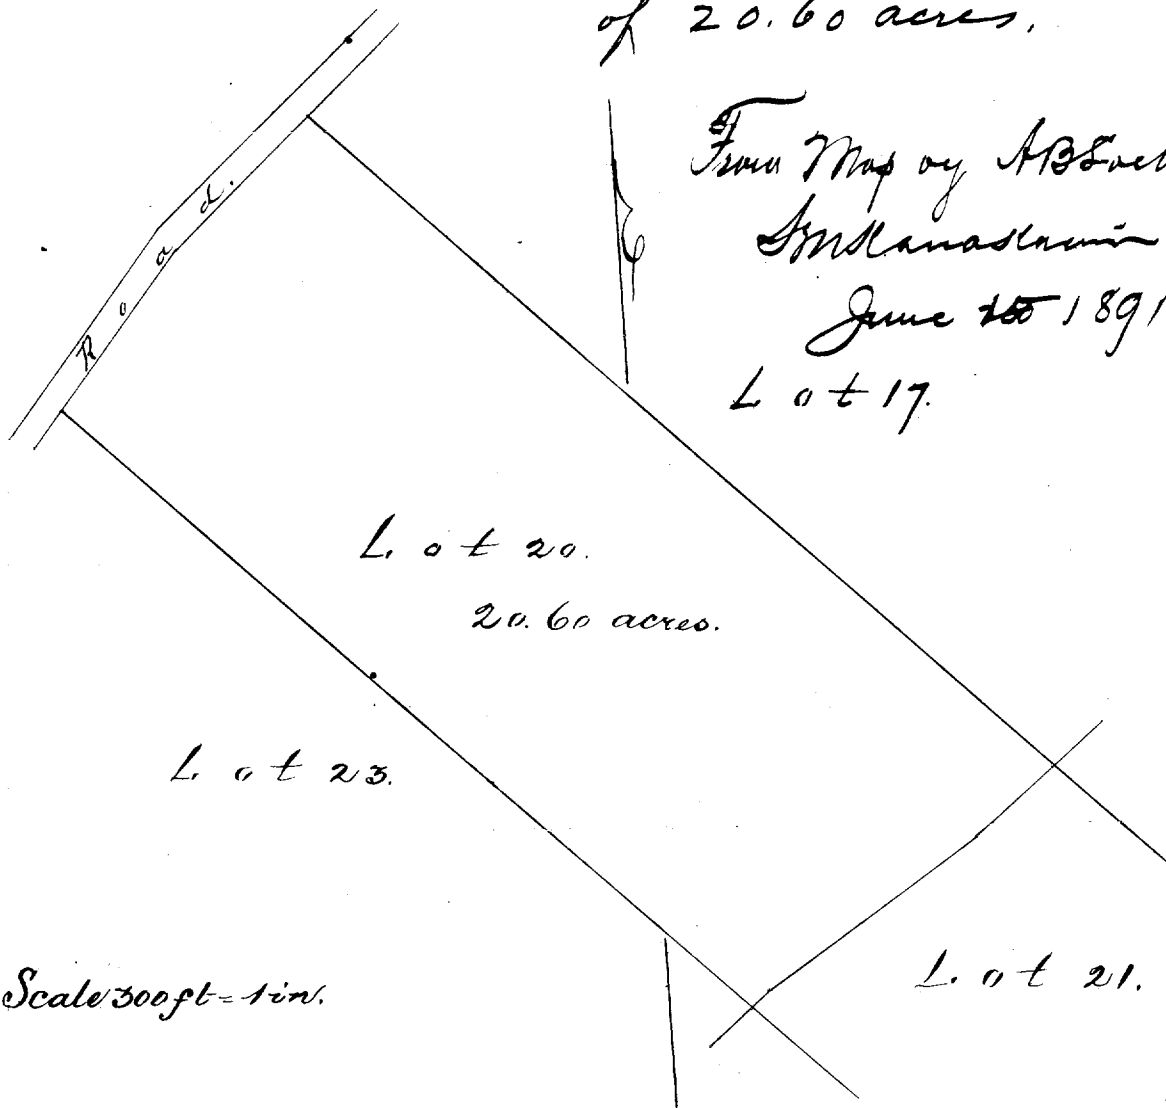 of 20.60 acres.
From Map by A B
June 1891
Lot 17.
Road.
Lot 20.
20.60 acres.
Lot 23.
Lot 21.
Scale 300 ft = 1 in.